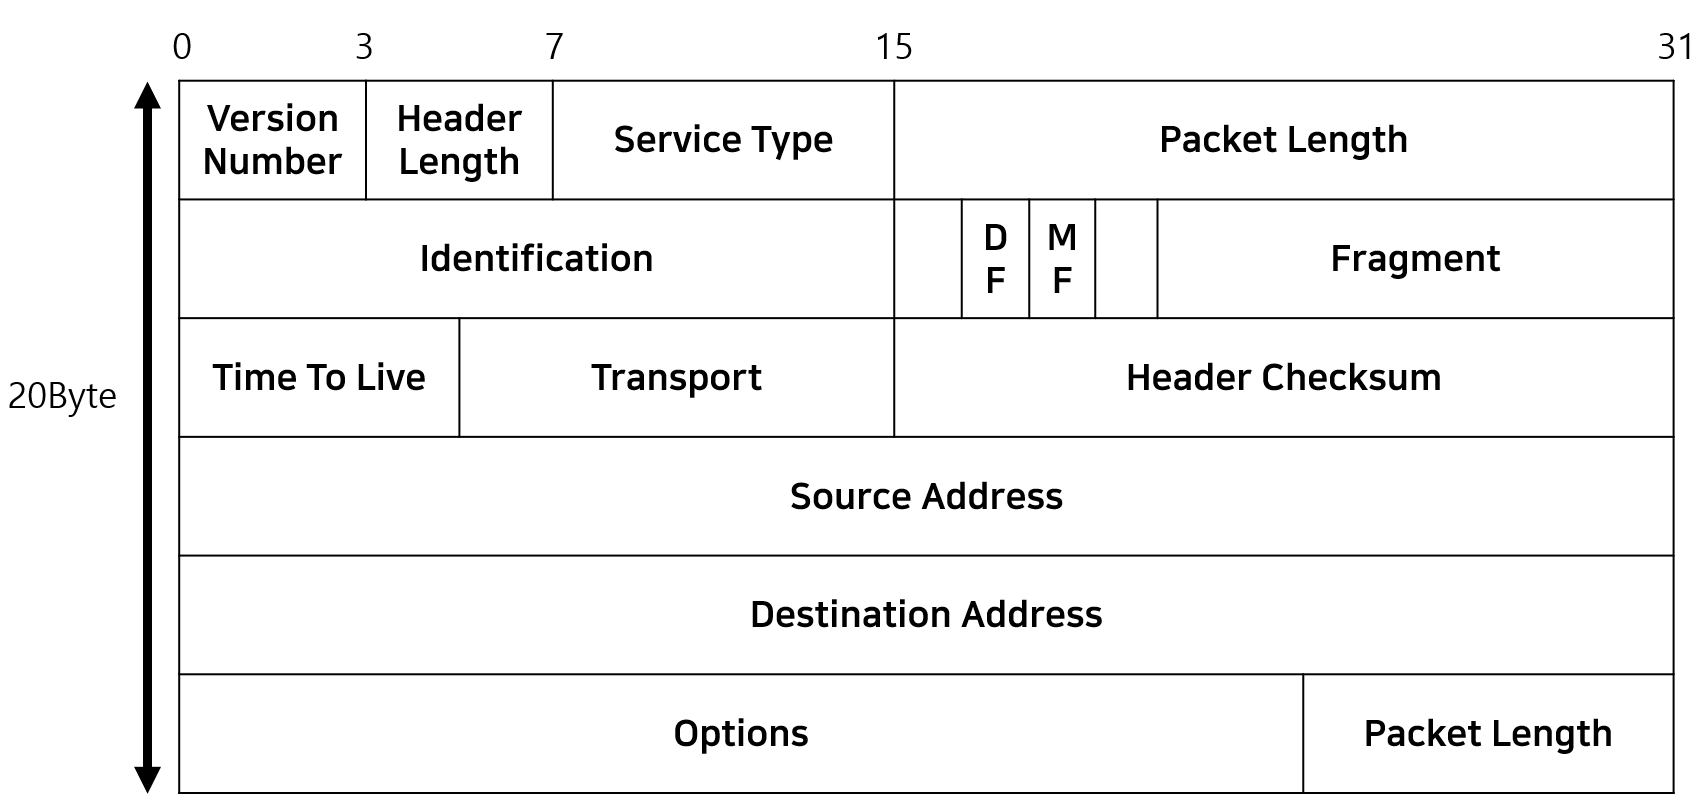 0 3 7 15 31
Version Number
Header Length
Service Type
Packet Length
Identification
D F
M F
Fragment
Time To Live
Transport
Header Checksum
20Byte
Source Address
Destination Address
Options
Packet Length